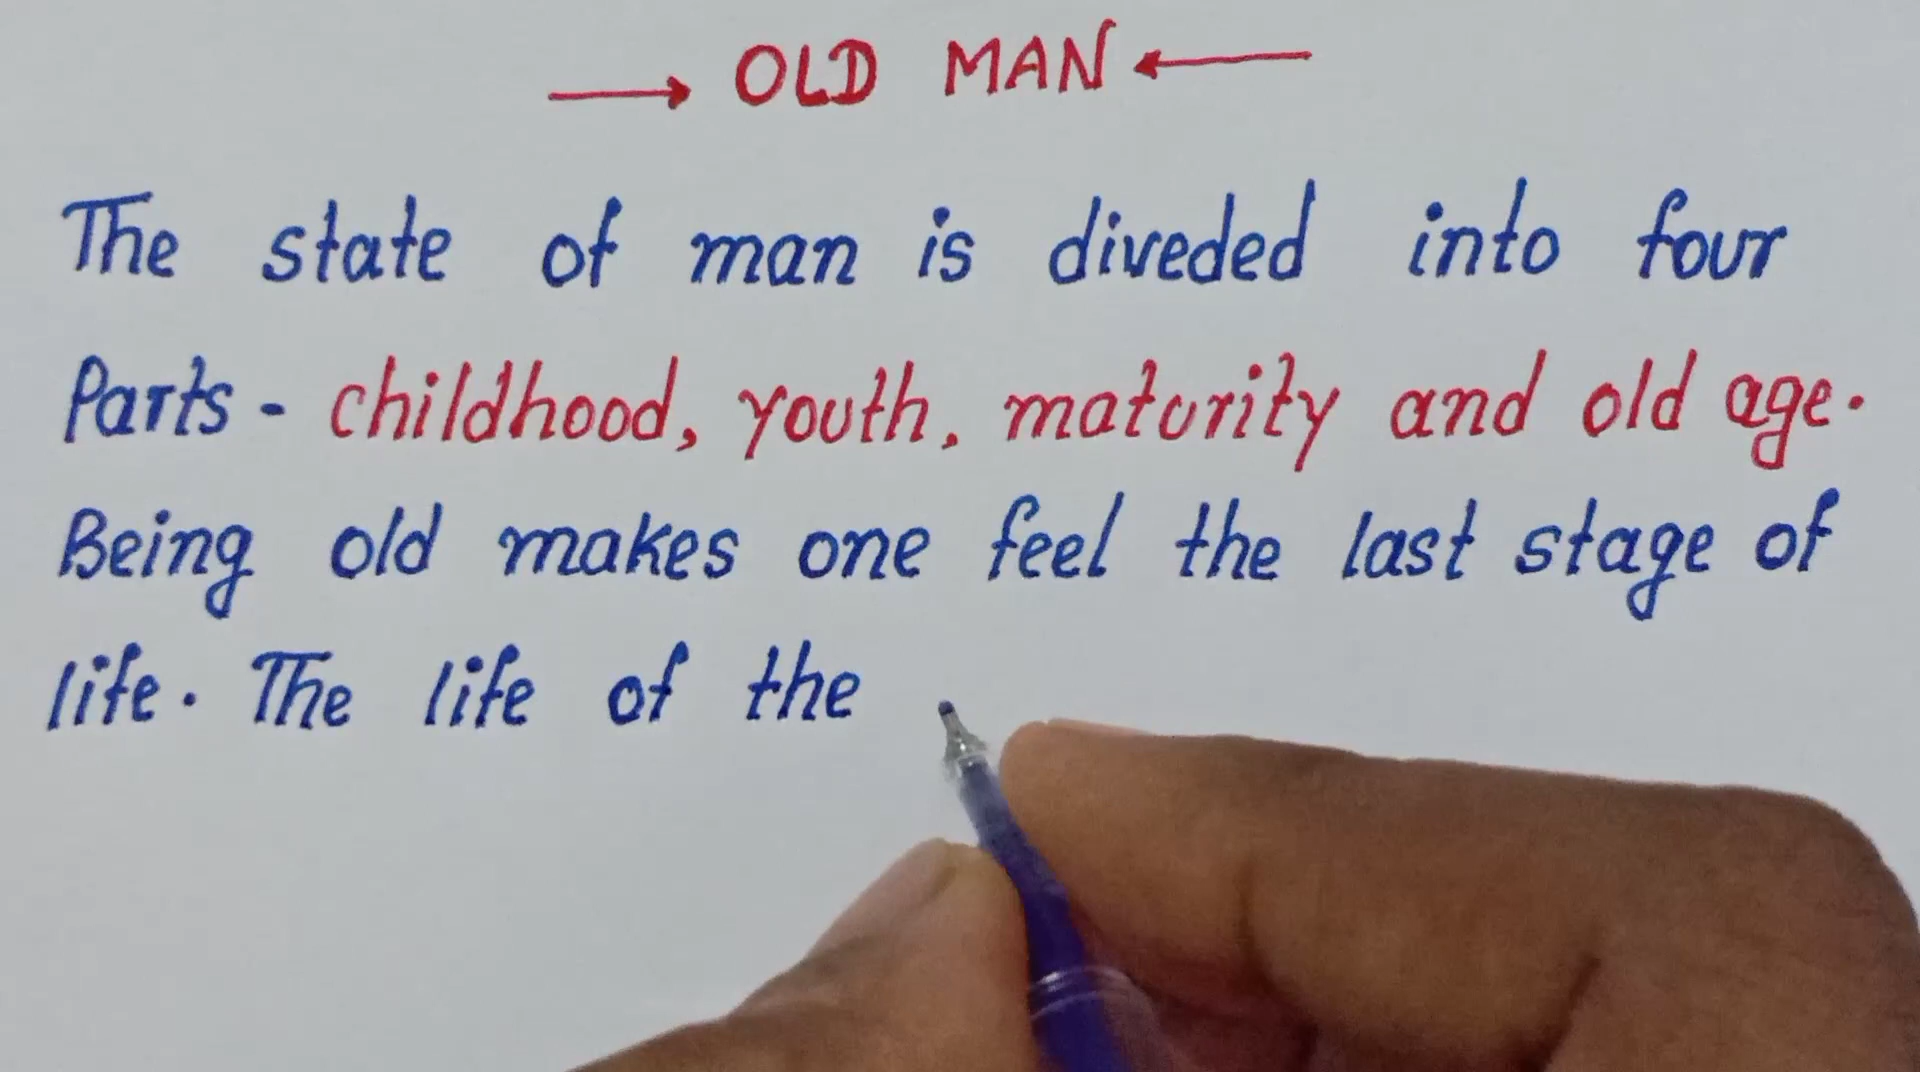 OLD MAN
The state of man is diveded into four
Parts - childhood, youth, maturity and old age.
Being old makes one feel the last stage of
life. The life of the